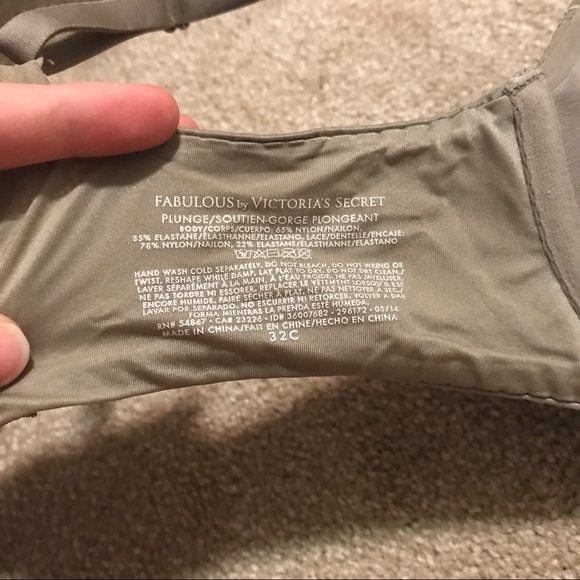 FABULOUS by VICTORIA'S SECRET
PLUNGE/SOUTIEN-GORGE PLONGEANT
BODY/CORPS/CUERPO: 65% NYLON/NAILON,
35% ELASTANE/ÉLASTHANNE/ELASTANO, LACE/DENTELLE/ENCAJE:
78% NYLON/NAILON, 22% ELASTANE/ÉLASTHANNE/ELASTANO
HAND WASH COLD SEPARATELY. DO NOT BLEACH. DO NOT WRING OR
TWIST. RESHAPE WHILE DAMP. LAY FLAT TO DRY. DO NOT DRY CLEAN./
LAVER SÉPARÉMENT À LA MAIN. À L'EAU FROIDE. NE PAS JAVELLISER.
NE PAS TORDRE NI ESSORER. REPLACER LE VÊTEMENT LORSQU'IL EST
ENCORE HUMIDE. FAIRE SÉCHER À PLAT. NE PAS NETTOYER À SEC./
LAVAR POR SEPARADO. NO ESCURRIR NI RETORCER. VOLVER A DAR
FORMA MIENTRAS LA PRENDA ESTÉ HÚMEDA.
RN# 54867 • CA# 23226 • ID# 36007682 • 296172 • 05/14
MADE IN CHINA/FAIT EN CHINE/HECHO EN CHINA
32C